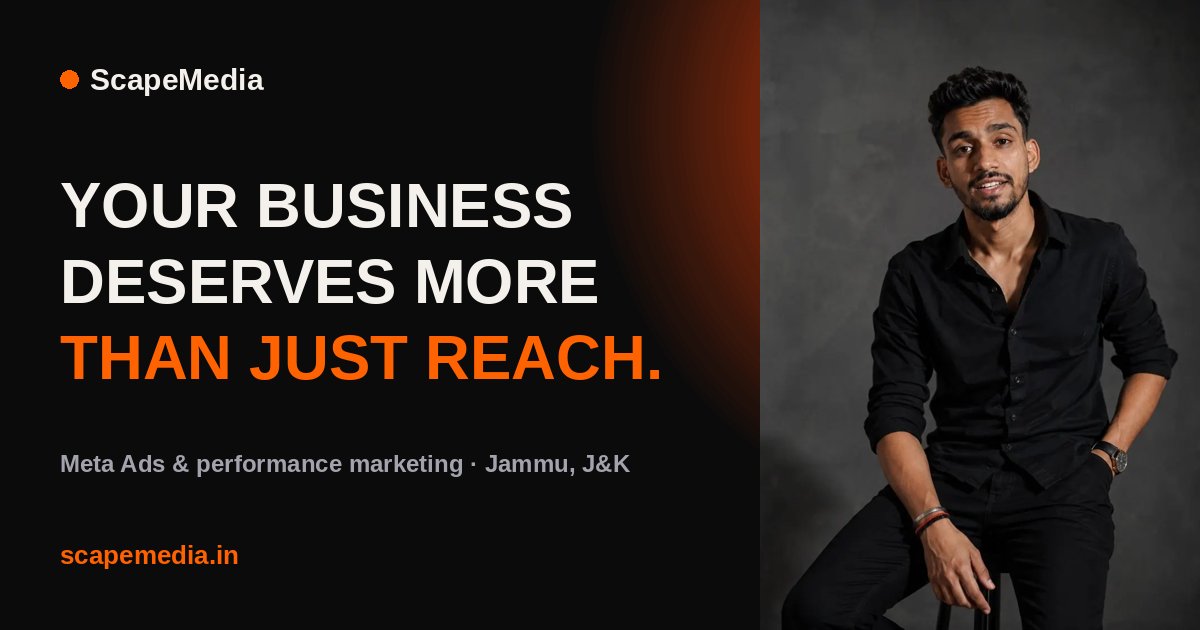 ScapeMedia
YOUR BUSINESS
DESERVES MORE
THAN JUST REACH.
Meta Ads & performance marketing · Jammu, J&K
scapemedia.in